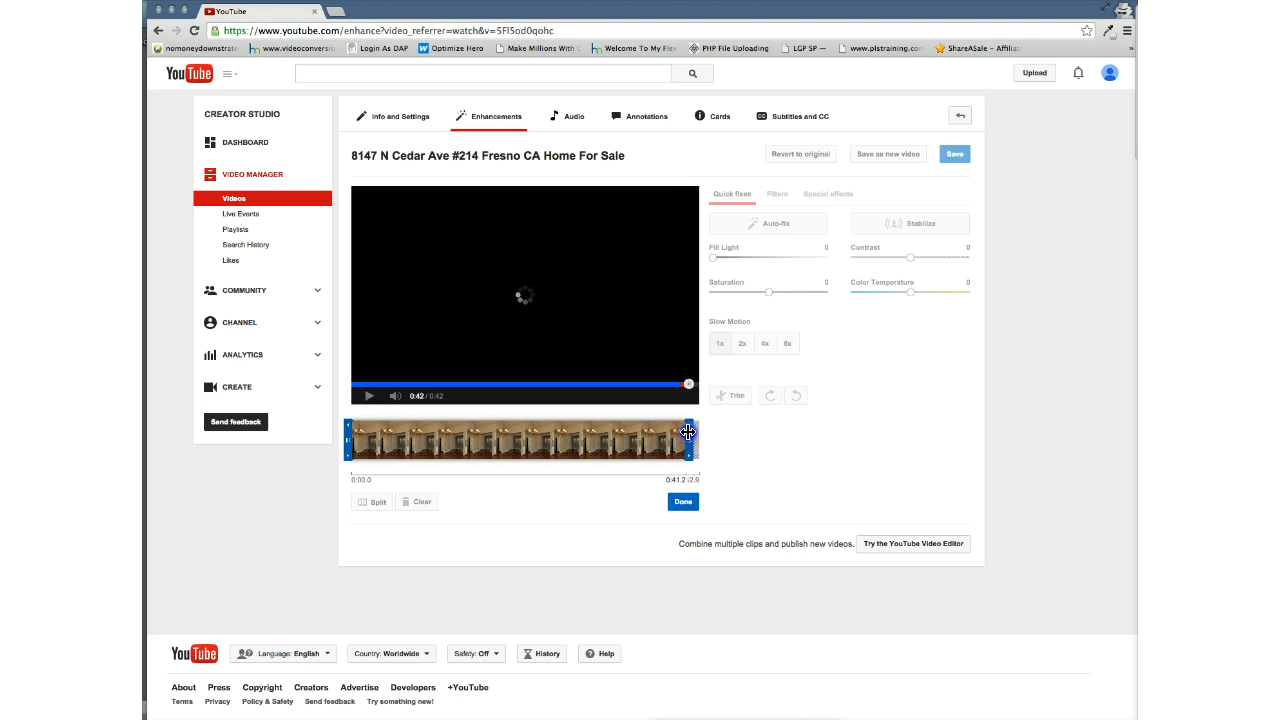 YouTube
https://www.youtube.com/enhance?video_referrer=watch&v=5FI5od0qohc
nomoneydownstrate
www.videoconversio
Login As DAP
Optimize Hero
Make Millions With
Welcome To My Flex
PHP File Uploading
LGP SP —
www.plstraining.com
ShareASale – Affiliat
»
YouTube
Upload
CREATOR STUDIO
DASHBOARD
VIDEO MANAGER
Videos
Live Events
Playlists
Search History
Likes
COMMUNITY
CHANNEL
ANALYTICS
CREATE
Send feedback
Info and Settings
Enhancements
Audio
Annotations
Cards
CC Subtitles and CC
8147 N Cedar Ave #214 Fresno CA Home For Sale
Revert to original
Save as new video
Save
0:42 / 0:42
0:00.0
0:41.2
Split
Clear
Done
Quick fixes
Filters
Special effects
Auto-fix
Stabilize
Fill Light 0
Contrast 0
Saturation 0
Color Temperature 0
Slow Motion
1x 2x 4x 8x
Trim
Combine multiple clips and publish new videos. Try the YouTube Video Editor
YouTube
Language: English
Country: Worldwide
Safety: Off
History
Help
About Press Copyright Creators Advertise Developers +YouTube
Terms Privacy Policy & Safety Send feedback Try something new!